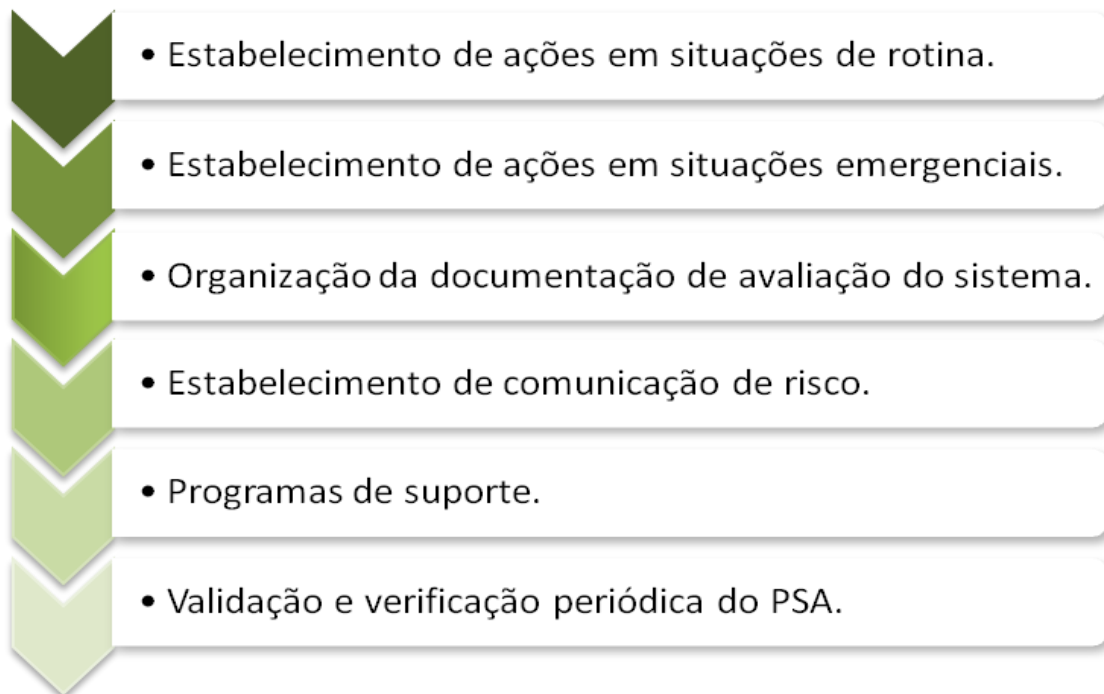 • Estabelecimento de ações em situações de rotina.
• Estabelecimento de ações em situações emergenciais.
• Organização da documentação de avaliação do sistema.
• Estabelecimento de comunicação de risco.
• Programas de suporte.
• Validação e verificação periódica do PSA.